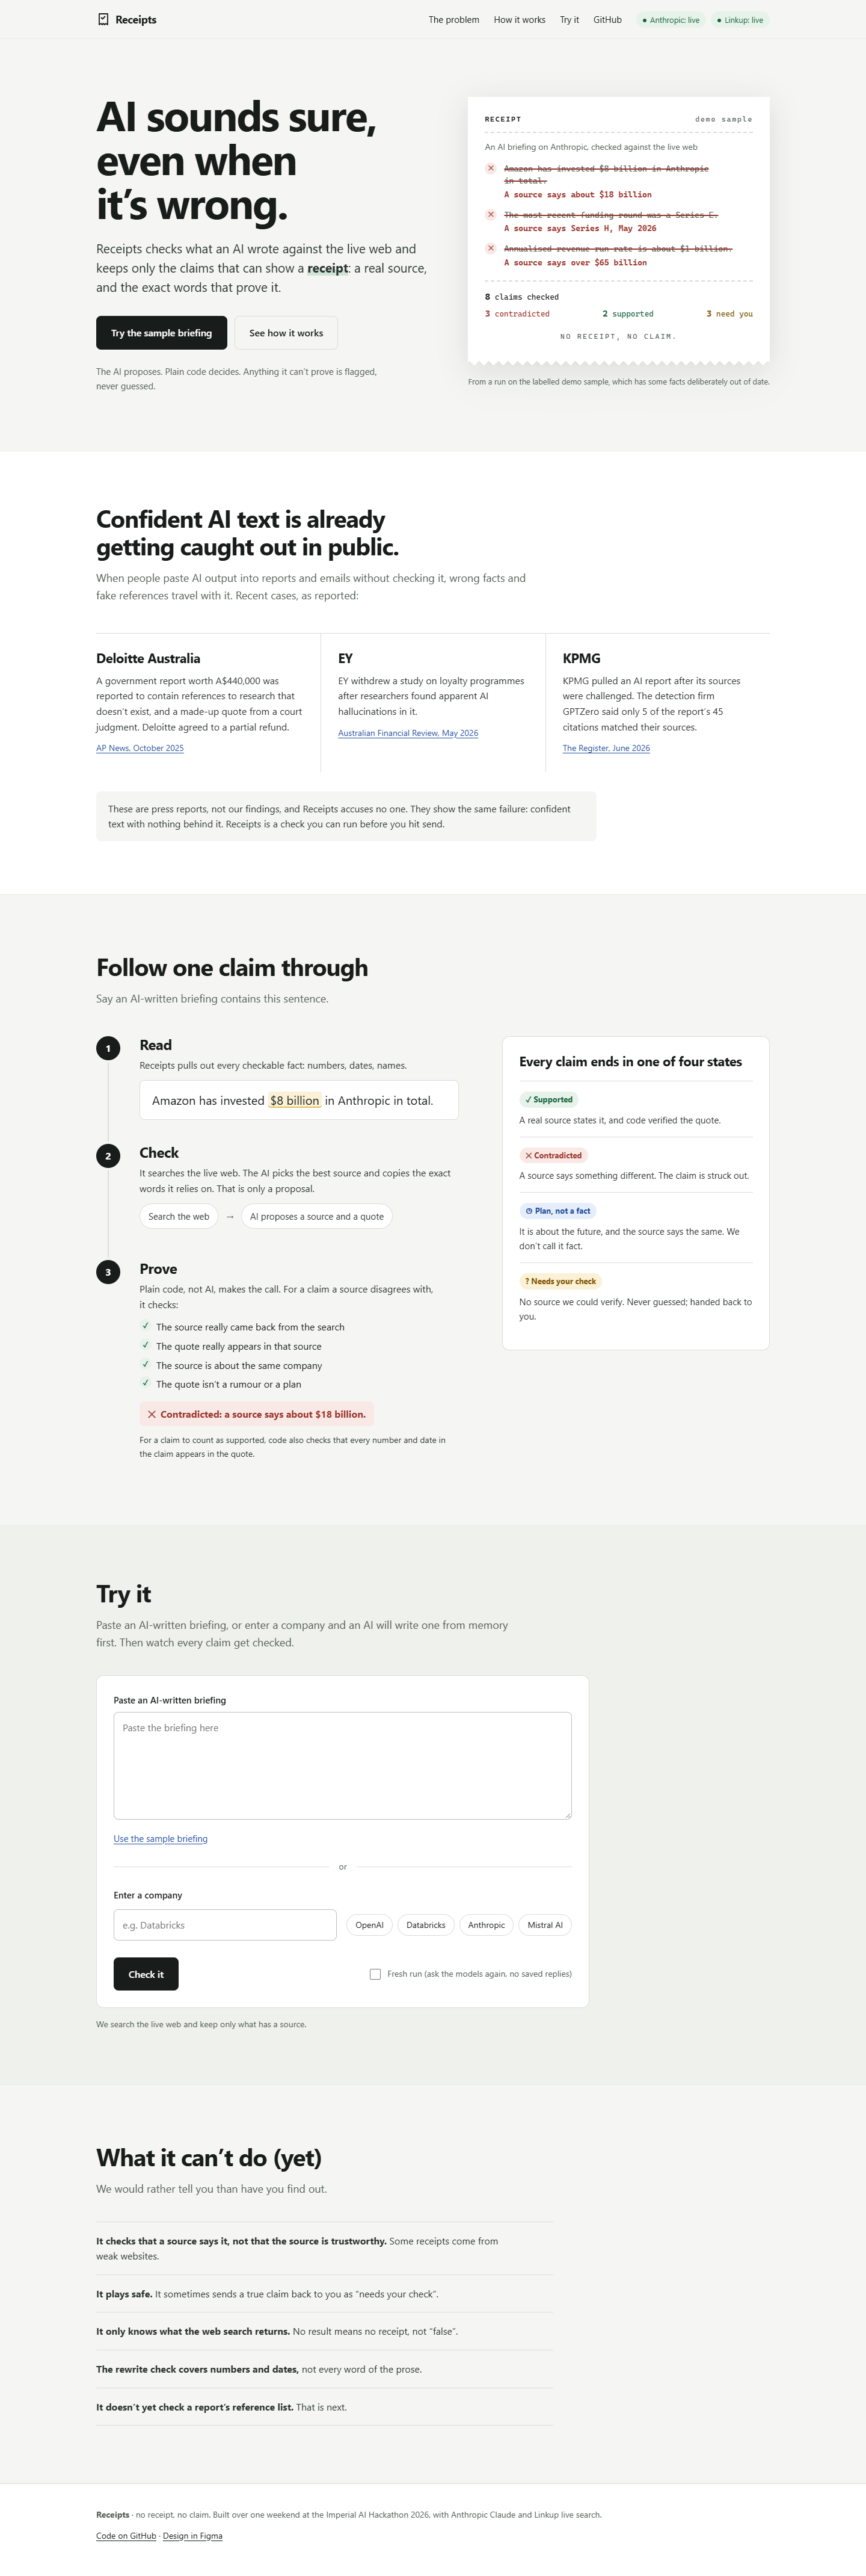 Receipts
The problem
How it works
Try it
GitHub
Anthropic: live
Linkup: live
AI sounds sure,
even when
it’s wrong.
Receipts checks what an AI wrote against the live web and
keeps only the claims that can show a receipt: a real source,
and the exact words that prove it.
Try the sample briefing
See how it works
The AI proposes. Plain code decides. Anything it can’t prove is flagged,
never guessed.
RECEIPT
demo sample
An AI briefing on Anthropic, checked against the live web
Amazon has invested $8 billion in Anthropic
in total.
A source says about $18 billion
The most recent funding round was a Series E.
A source says Series H, May 2026
Annualised revenue run rate is about $1 billion.
A source says over $65 billion
8 claims checked
3 contradicted
2 supported
3 need you
NO RECEIPT, NO CLAIM.
From a run on the labelled demo sample, which has some facts deliberately out of date.
Confident AI text is already
getting caught out in public.
When people paste AI output into reports and emails without checking it, wrong facts and
fake references travel with it. Recent cases, as reported:
Deloitte Australia
A government report worth A$440,000 was
reported to contain references to research that
doesn’t exist, and a made-up quote from a court
judgment. Deloitte agreed to a partial refund.
AP News, October 2025
EY
EY withdrew a study on loyalty programmes
after researchers found apparent AI
hallucinations in it.
Australian Financial Review, May 2026
KPMG
KPMG pulled an AI report after its sources
were challenged. The detection firm
GPTZero said only 5 of the report’s 45
citations matched their sources.
The Register, June 2026
These are press reports, not our findings, and Receipts accuses no one. They show the same failure: confident
text with nothing behind it. Receipts is a check you can run before you hit send.
Follow one claim through
Say an AI-written briefing contains this sentence.
1
Read
Receipts pulls out every checkable fact: numbers, dates, names.
Amazon has invested $8 billion in Anthropic in total.
2
Check
It searches the live web. The AI picks the best source and copies the exact
words it relies on. That is only a proposal.
Search the web → AI proposes a source and a quote
3
Prove
Plain code, not AI, makes the call. For a claim a source disagrees with,
it checks:
✓ The source really came back from the search
✓ The quote really appears in that source
✓ The source is about the same company
✓ The quote isn’t a rumour or a plan
Contradicted: a source says about $18 billion.
For a claim to count as supported, code also checks that every number and date in
the claim appears in the quote.
Every claim ends in one of four states
✓ Supported
A real source states it, and code verified the quote.
Contradicted
A source says something different. The claim is struck out.
Plan, not a fact
It is about the future, and the source says the same. We
don’t call it fact.
? Needs your check
No source we could verify. Never guessed; handed back to
you.
Try it
Paste an AI-written briefing, or enter a company and an AI will write one from memory
first. Then watch every claim get checked.
Paste an AI-written briefing
Paste the briefing here
Use the sample briefing
or
Enter a company
e.g. Databricks
OpenAI
Databricks
Anthropic
Mistral AI
Check it
Fresh run (ask the models again, no saved replies)
We search the live web and keep only what has a source.
What it can’t do (yet)
We would rather tell you than have you find out.
It checks that a source says it, not that the source is trustworthy. Some receipts come from
weak websites.
It plays safe. It sometimes sends a true claim back to you as “needs your check”.
It only knows what the web search returns. No result means no receipt, not “false”.
The rewrite check covers numbers and dates, not every word of the prose.
It doesn’t yet check a report’s reference list. That is next.
Receipts · no receipt, no claim. Built over one weekend at the Imperial AI Hackathon 2026, with Anthropic Claude and Linkup live search.
Code on GitHub · Design in Figma